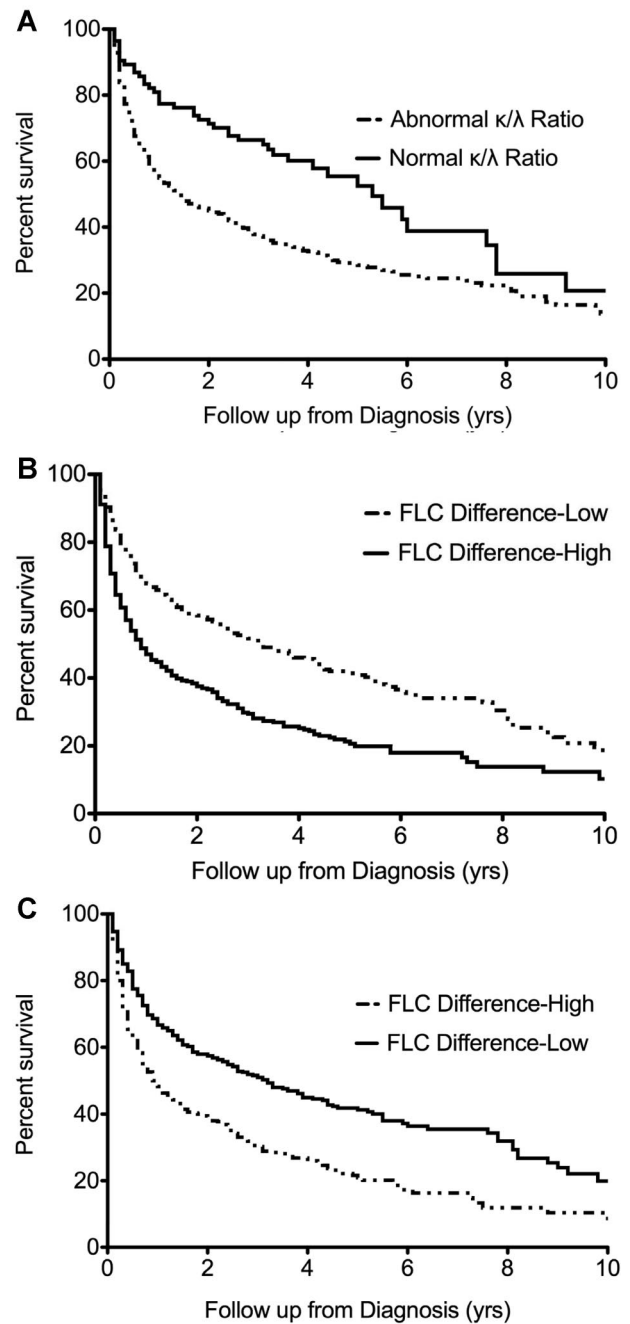 A
100
80
60
40
20
0
Percent survival
Abnormal κ/λ Ratio
Normal κ/λ Ratio
0 2 4 6 8 10
Follow up from Diagnosis (yrs)
B
100
80
60
40
20
0
Percent survival
FLC Difference-Low
FLC Difference-High
0 2 4 6 8 10
Follow up from Diagnosis (yrs)
C
100
80
60
40
20
0
Percent survival
FLC Difference-High
FLC Difference-Low
0 2 4 6 8 10
Follow up from Diagnosis (yrs)